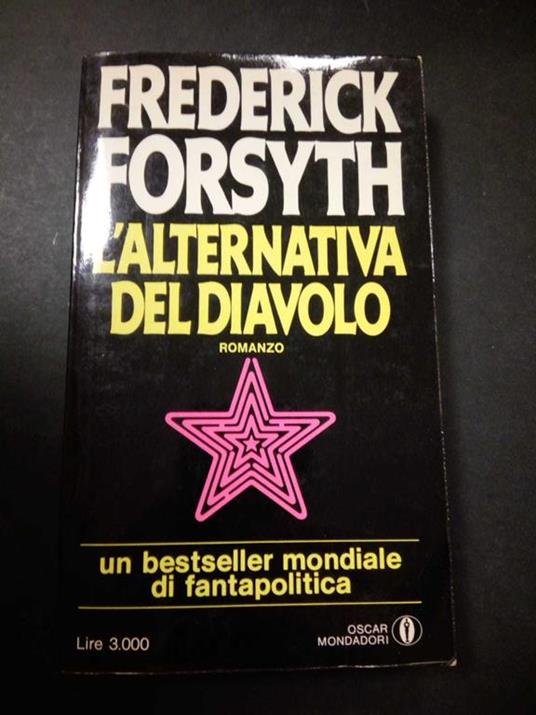 FREDERICK
FORSYTH
L'ALTERNATIVA
DEL DIAVOLO
ROMANZO
un bestseller mondiale
di fantapolitica
Lire 3.000
OSCAR
MONDADORI